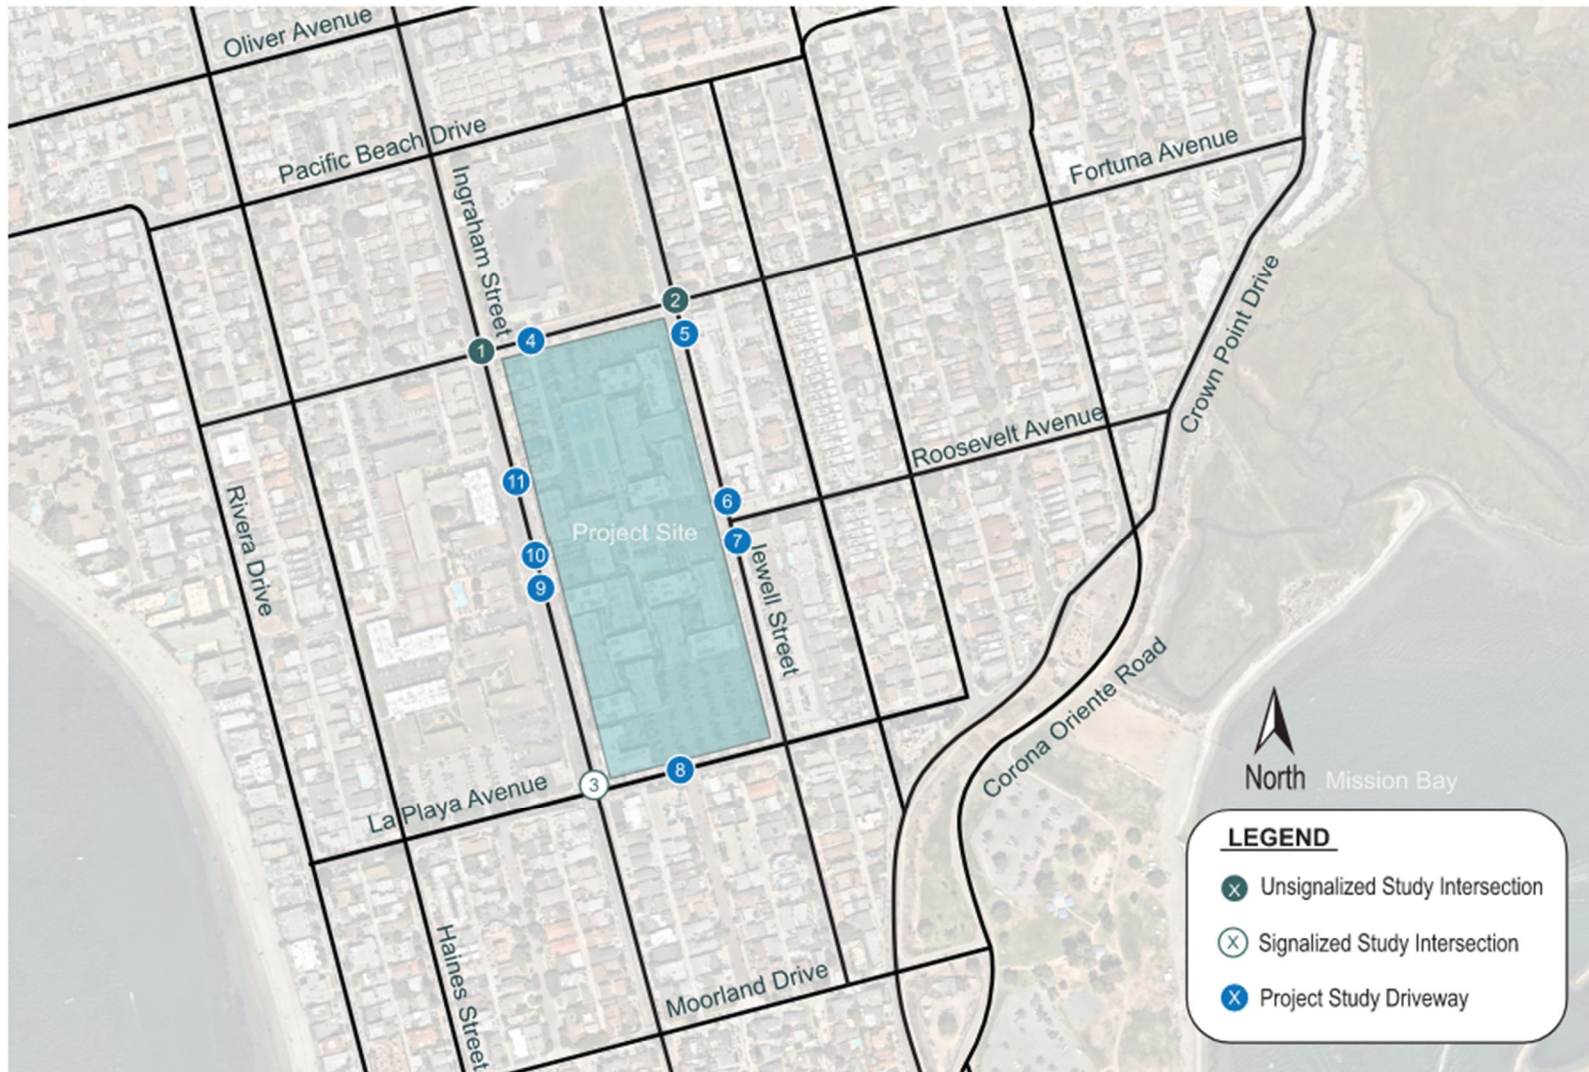 Oliver Avenue
Pacific Beach Drive
Ingraham Street
Fortuna Avenue
2
1
4
5
Crown Point Drive
Roosevelt Avenue
11
6
Rivera Drive
Project Site
7
10
9
Jewell Street
Corona Oriente Road
North
Mission Bay
8
3
La Playa Avenue
Haines Street
Moorland Drive
LEGEND
X Unsignalized Study Intersection
X Signalized Study Intersection
X Project Study Driveway